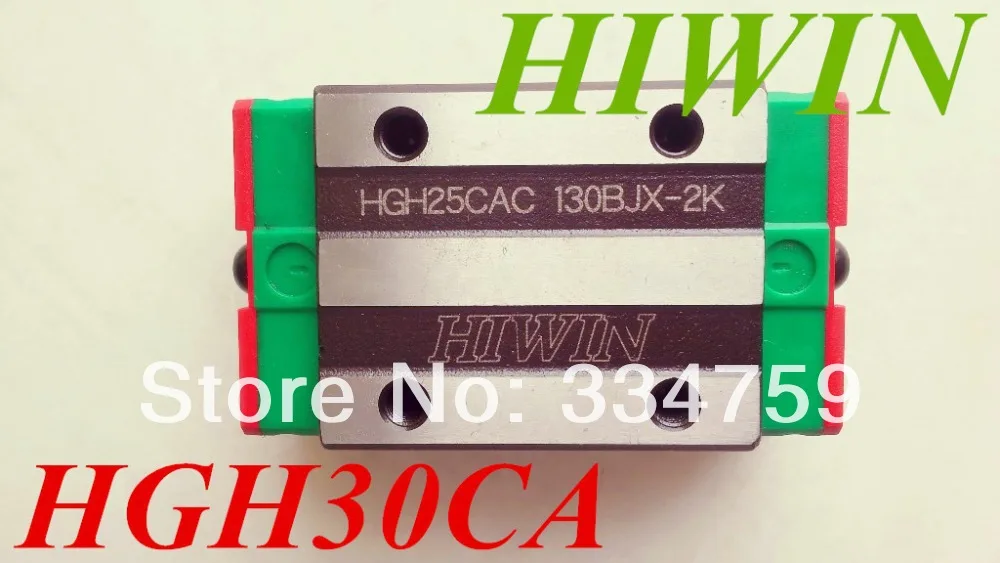 HIWIN
HGH25CAC 130BJX-2K
HIWIN
Store No: 334759
HGH30CA